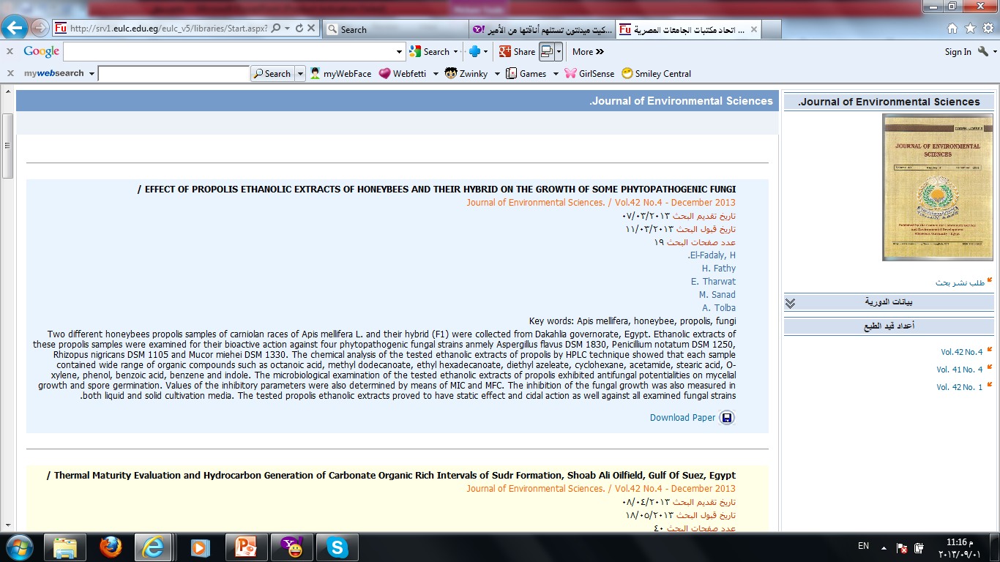 http://srv1.eulc.edu.eg/eulc_v5/libraries/Start.aspx?
Search
كيت ميدلتون تستلهم أناقتها من الأمير...
اتحاد مكتبات الجامعات المصرية ...
Google
Search
Share
More »
Sign In
mywebsearch
Search
myWebFace
Webfetti
Zwinky
Games
GirlSense
Smiley Central
.Journal of Environmental Sciences
/ EFFECT OF PROPOLIS ETHANOLIC EXTRACTS OF HONEYBEES AND THEIR HYBRID ON THE GROWTH OF SOME PHYTOPATHOGENIC FUNGI
Journal of Environmental Sciences. / Vol.42 No.4 - December 2013
تاريخ تقديم البحث ٠٧/٠٣/٢٠١٣
تاريخ قبول البحث ١١/٠٣/٢٠١٣
عدد صفحات البحث ١٩
.El-Fadaly, H
H. Fathy
E. Tharwat
M. Sanad
A. Tolba
Key words: Apis mellifera, honeybee, propolis, fungi
Two different honeybees propolis samples of carniolan races of Apis mellifera L. and their hybrid (F1) were collected from Dakahlia governorate, Egypt. Ethanolic extracts of
these propolis samples were examined for their bioactive action against four phytopathogenic fungal strains anmely Aspergillus flavus DSM 1830, Penicillium notatum DSM 1250,
Rhizopus nigricans DSM 1105 and Mucor miehei DSM 1330. The chemical analysis of the tested ethanolic extracts of propolis by HPLC technique showed that each sample
contained wide range of organic compounds such as octanoic acid, methyl dodecanoate, ethyl hexadecanoate, diethyl azeleate, cyclohexane, acetamide, stearic acid, O-
xylene, phenol, benzoic acid, benzene and indole. The microbiological examination of the tested ethanolic extracts of propolis exhibited antifungal potentialities on mycelial
growth and spore germination. Values of the inhibitory parameters were also determined by means of MIC and MFC. The inhibition of the fungal growth was also measured in
.both liquid and solid cultivation media. The tested propolis ethanolic extracts proved to have static effect and cidal action as well against all examined fungal strains
Download Paper
/ Thermal Maturity Evaluation and Hydrocarbon Generation of Carbonate Organic Rich Intervals of Sudr Formation, Shoab Ali Oilfield, Gulf Of Suez, Egypt
Journal of Environmental Sciences. / Vol.42 No.4 - December 2013
تاريخ تقديم البحث ٠٨/٠٤/٢٠١٣
تاريخ قبول البحث ١٨/٠٥/٢٠١٣
عدد صفحات البحث ٤٠
.Journal of Environmental Sciences
JOURNAL OF ENVIRONMENTAL
SCIENCES
طلب نشر بحث
بيانات الدورية
أعداد قيد الطبع
Vol.42 No.4
Vol. 41 No. 4
Vol. 42 No. 1
EN
11:16 م
٢٠١٣/٠٩/٠١